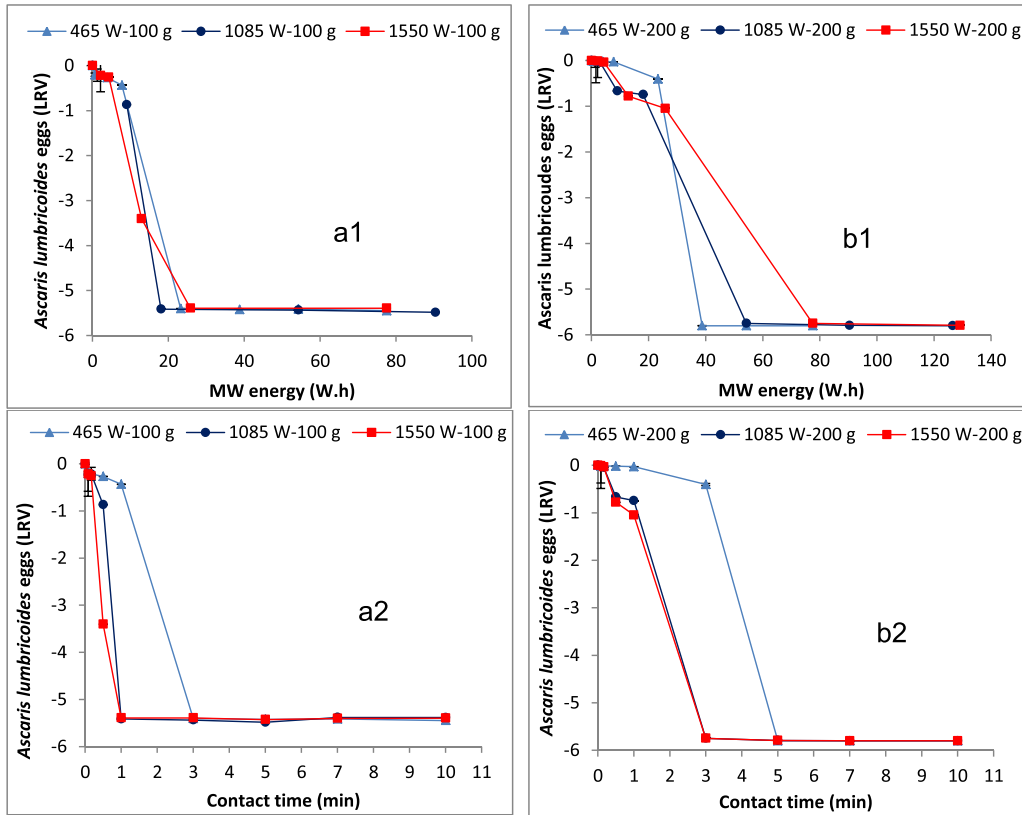 465 W-100 g 1085 W-100 g 1550 W-100 g
0
-1
-2
-3
-4
-5
-6
0 20 40 60 80 100
Ascaris lumbricoides eggs (LRV)
MW energy (W.h)
a1
465 W-200 g 1085 W-200 g 1550 W-200 g
0
-1
-2
-3
-4
-5
-6
0 20 40 60 80 100 120 140
Ascaris lumbricoudes eggs (LRV)
MW energy (W.h)
b1
465 W-100 g 1085 W-100 g 1550 W-100 g
0
-1
-2
-3
-4
-5
-6
0 1 2 3 4 5 6 7 8 9 10 11
Ascaris lumbricoides eggs (LRV)
Contact time (min)
a2
465 W-200 g 1085 W-200 g 1550 W-200 g
0
-1
-2
-3
-4
-5
-6
0 1 2 3 4 5 6 7 8 9 10 11
Ascaris lumbricoides eggs (LRV)
Contact time (min)
b2